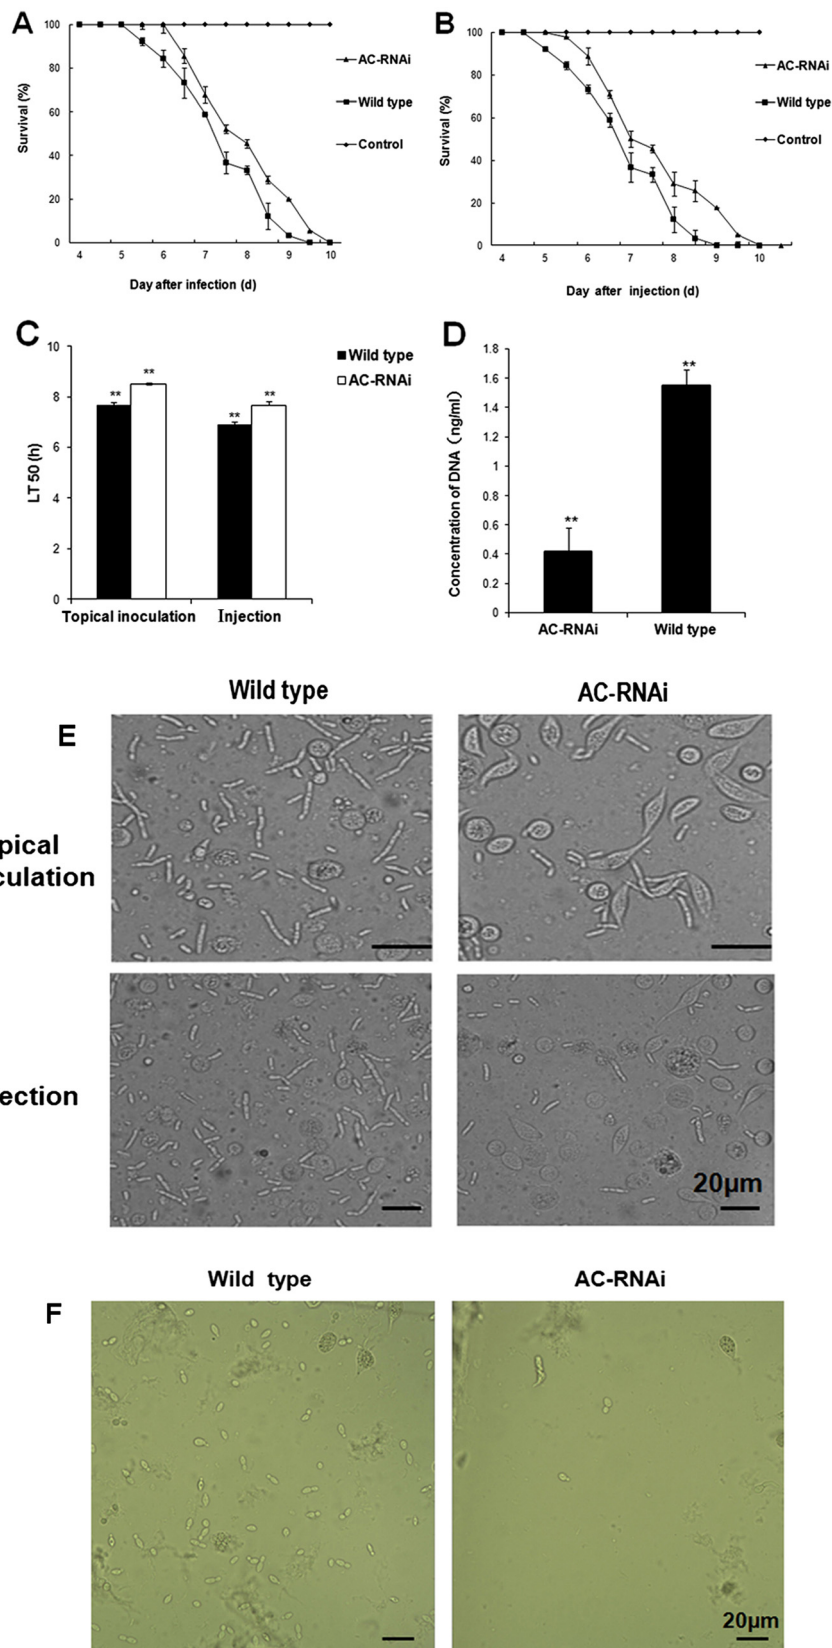 A
Survival (%)
100
80
60
40
20
0
4 5 6 7 8 9 10
Day after infection (d)
AC-RNAi
Wild type
Control
B
Survival (%)
100
80
60
40
20
0
4 5 6 7 8 9 10
Day after injection (d)
AC-RNAi
Wild type
Control
C
LT 50 (h)
10
8
6
4
2
0
** ** ** **
Topical inoculation Injection
Wild type
AC-RNAi
D
Concentration of DNA (ng/ml)
1.8
1.6
1.4
1.2
1
0.8
0.6
0.4
0.2
0
** **
AC-RNAi Wild type
Wild type AC-RNAi
E
pical
culation
ection
20μm
Wild type AC-RNAi
F
20μm